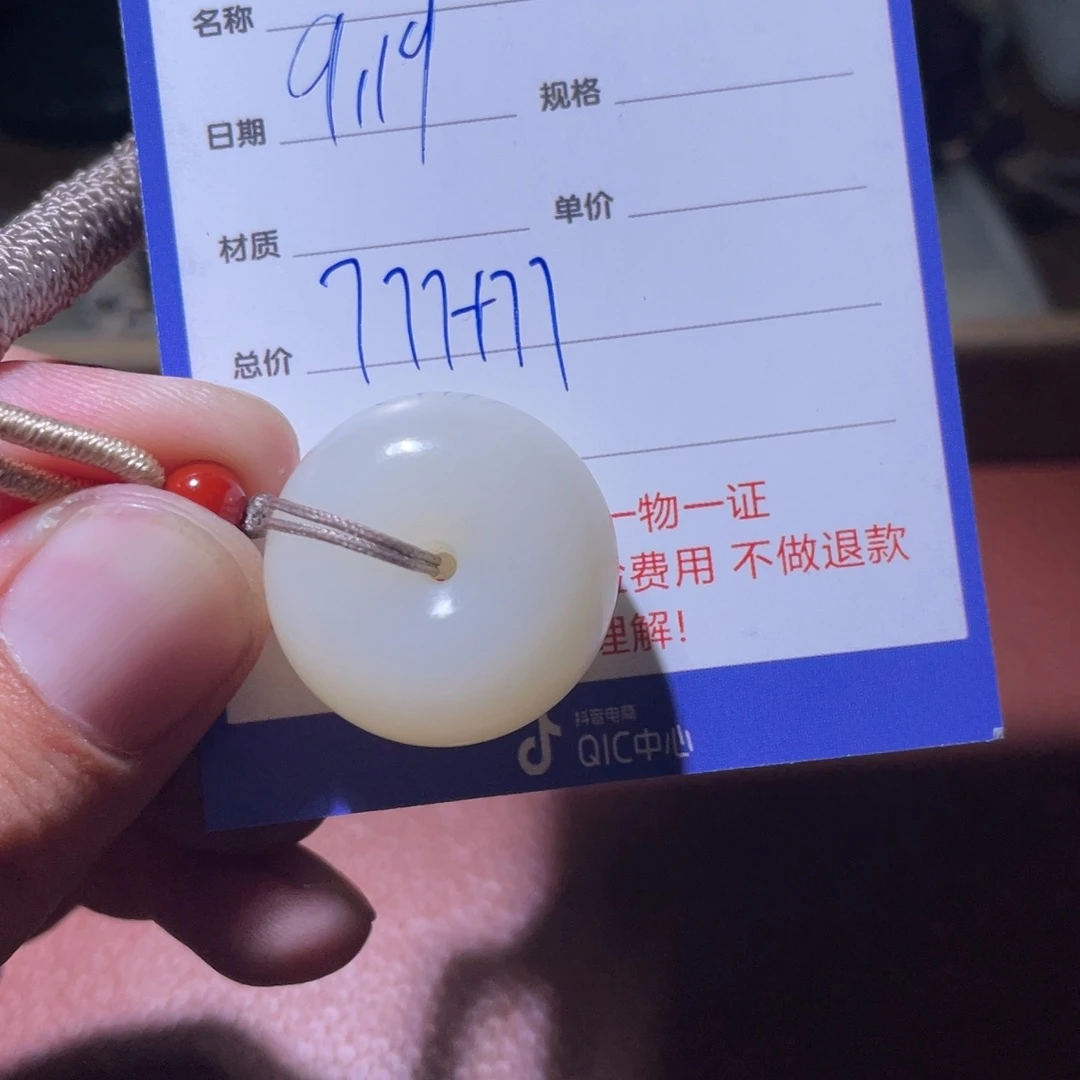 名称
9.19
日期
规格
材质
单价
777+77
总价
一物一证
费用 不做退款
理解!
抖音电商
QIC中心